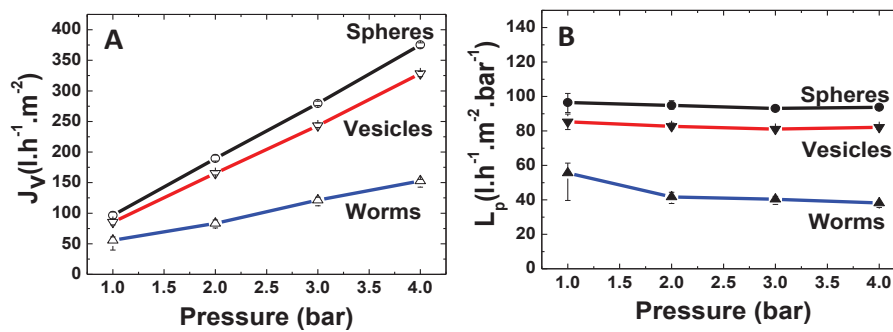 A
400
350
300
250
200
150
100
50
0
J_v(l.h⁻¹.m⁻²)
Spheres
Vesicles
Worms
1.0 1.5 2.0 2.5 3.0 3.5 4.0
Pressure (bar)
B
140
120
100
80
60
40
20
0
L_p(l.h⁻¹.m⁻².bar⁻¹)
Spheres
Vesicles
Worms
1.0 1.5 2.0 2.5 3.0 3.5 4.0
Pressure (bar)